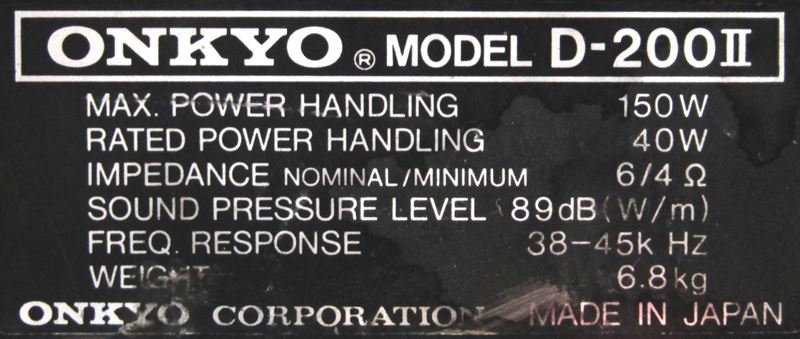 ONKYO® MODEL D-200II
MAX. POWER HANDLING 150W
RATED POWER HANDLING 40W
IMPEDANCE NOMINAL/MINIMUM 6/4 Ω
SOUND PRESSURE LEVEL 89dB(W/m)
FREQ. RESPONSE 38-45k Hz
WEIGHT 6.8kg
ONKYO CORPORATION MADE IN JAPAN